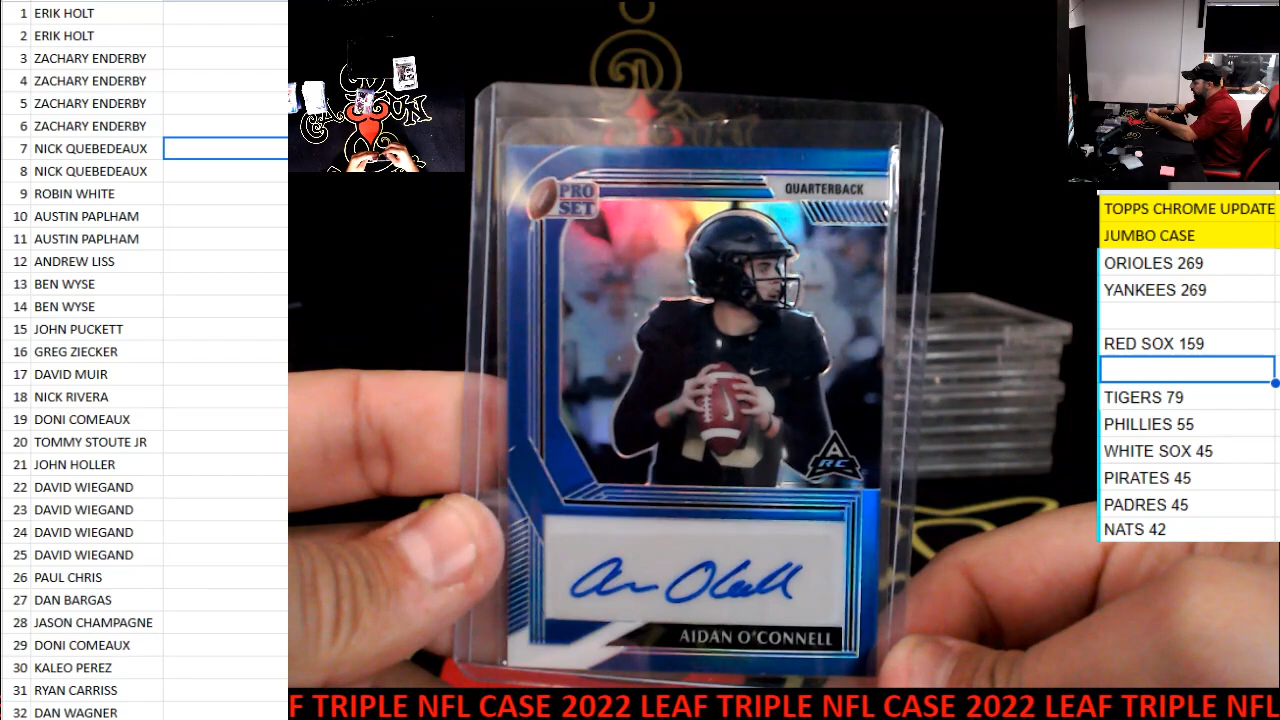 1 ERIK HOLT
2 ERIK HOLT
3 ZACHARY ENDERBY
4 ZACHARY ENDERBY
5 ZACHARY ENDERBY
6 ZACHARY ENDERBY
7 NICK QUEBEDEAUX
8 NICK QUEBEDEAUX
9 ROBIN WHITE
10 AUSTIN PAPLHAM
11 AUSTIN PAPLHAM
12 ANDREW LISS
13 BEN WYSE
14 BEN WYSE
15 JOHN PUCKETT
16 GREG ZIECKER
17 DAVID MUIR
18 NICK RIVERA
19 DONI COMEAUX
20 TOMMY STOUTE JR
21 JOHN HOLLER
22 DAVID WIEGAND
23 DAVID WIEGAND
24 DAVID WIEGAND
25 DAVID WIEGAND
26 PAUL CHRIS
27 DAN BARGAS
28 JASON CHAMPAGNE
29 DONI COMEAUX
30 KALEO PEREZ
31 RYAN CARRISS
32 DAN WAGNER
PRO
SET
QUARTERBACK
A
RC
AIDAN O'CONNELL
TOPPS CHROME UPDATE
JUMBO CASE
ORIOLES 269
YANKEES 269
RED SOX 159
TIGERS 79
PHILLIES 55
WHITE SOX 45
PIRATES 45
PADRES 45
NATS 42
F TRIPLE NFL CASE 2022 LEAF TRIPLE NFL CASE 2022 LEAF TRIPLE NFL